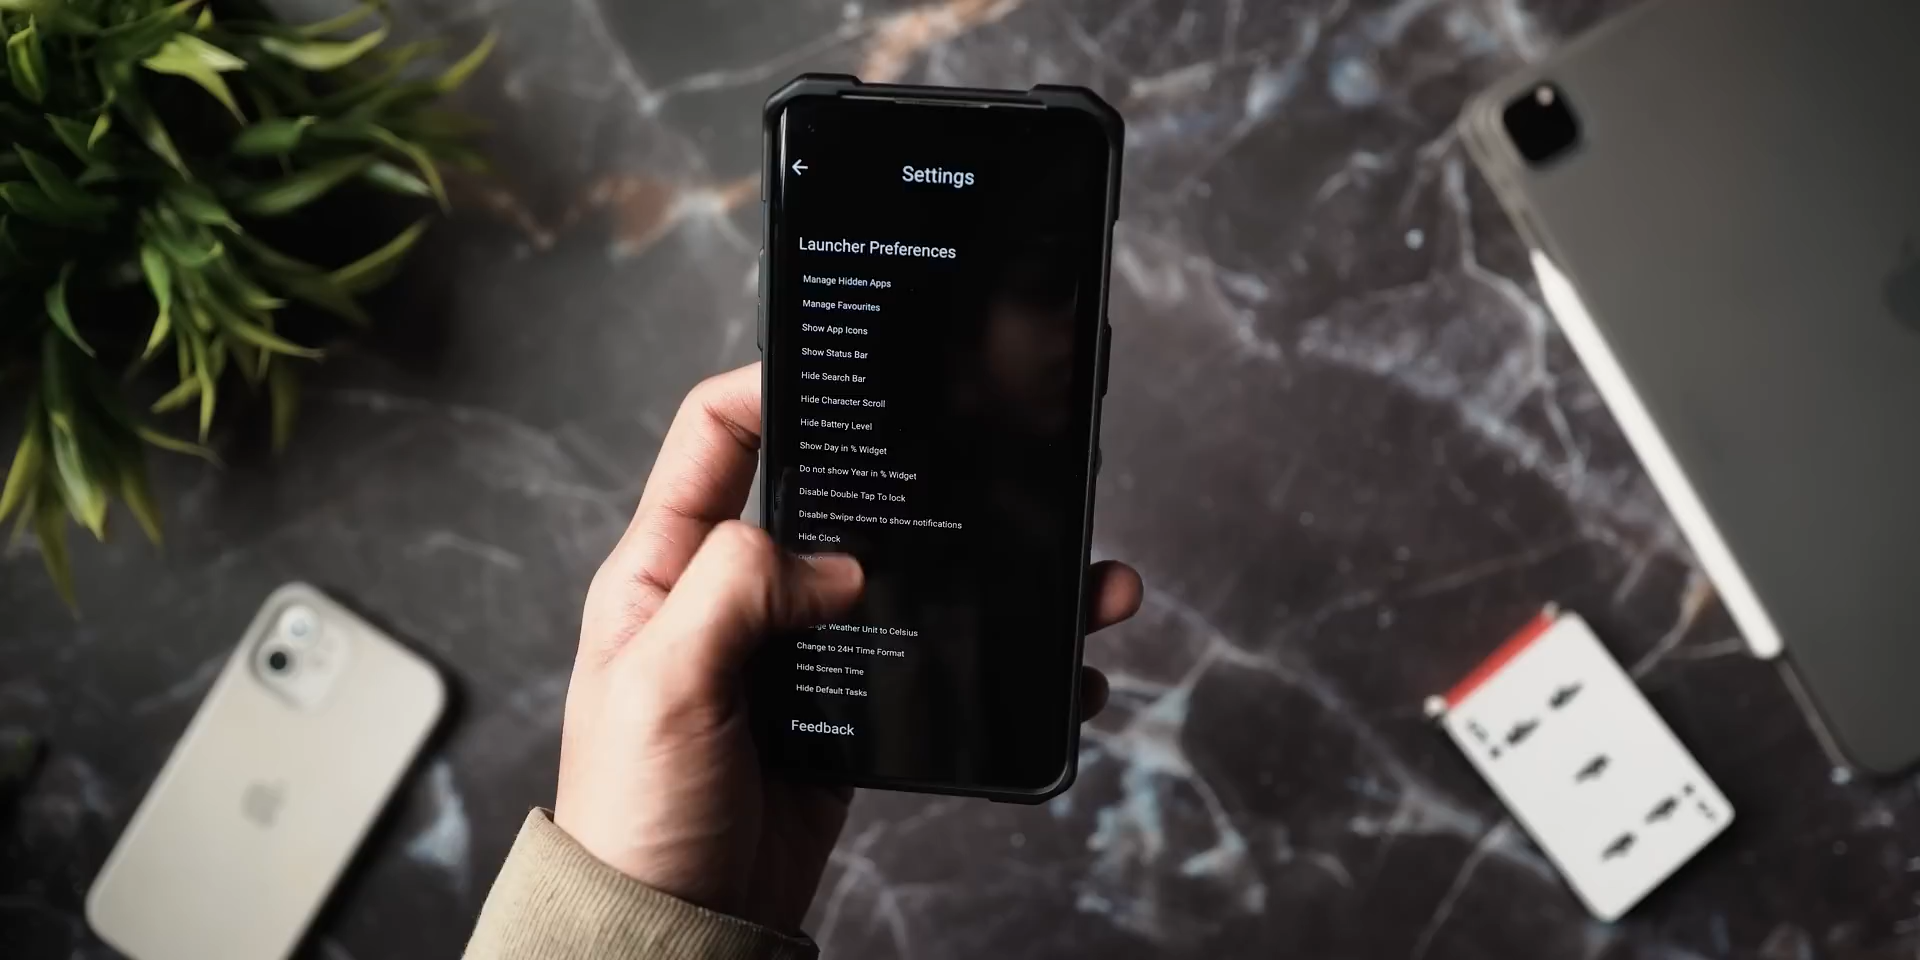 Settings
Launcher Preferences
Manage Hidden Apps
Manage Favourites
Show App Icons
Show Status Bar
Hide Search Bar
Hide Character Scroll
Hide Battery Level
Show Day in % Widget
Do not show Year in % Widget
Disable Double Tap To lock
Disable Swipe down to show notifications
Hide Clock
Weather Unit to Celsius
Change to 24H Time Format
Hide Screen Time
Hide Default Tasks
Feedback